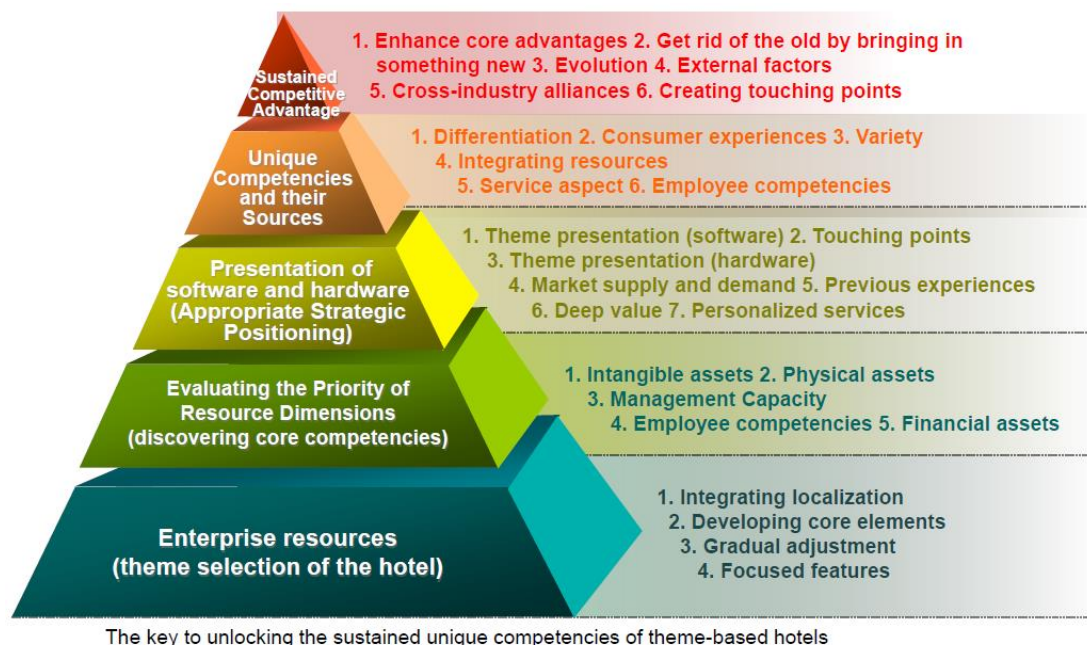 Sustained
Competitive
Advantage
1. Enhance core advantages 2. Get rid of the old by bringing in
something new 3. Evolution 4. External factors
5. Cross-industry alliances 6. Creating touching points
Unique
Competencies
and their
Sources
1. Differentiation 2. Consumer experiences 3. Variety
4. Integrating resources
5. Service aspect 6. Employee competencies
Presentation of
software and hardware
(Appropriate Strategic
Positioning)
1. Theme presentation (software) 2. Touching points
3. Theme presentation (hardware)
4. Market supply and demand 5. Previous experiences
6. Deep value 7. Personalized services
Evaluating the Priority of
Resource Dimensions
(discovering core competencies)
1. Intangible assets 2. Physical assets
3. Management Capacity
4. Employee competencies 5. Financial assets
Enterprise resources
(theme selection of the hotel)
1. Integrating localization
2. Developing core elements
3. Gradual adjustment
4. Focused features
The key to unlocking the sustained unique competencies of theme-based hotels